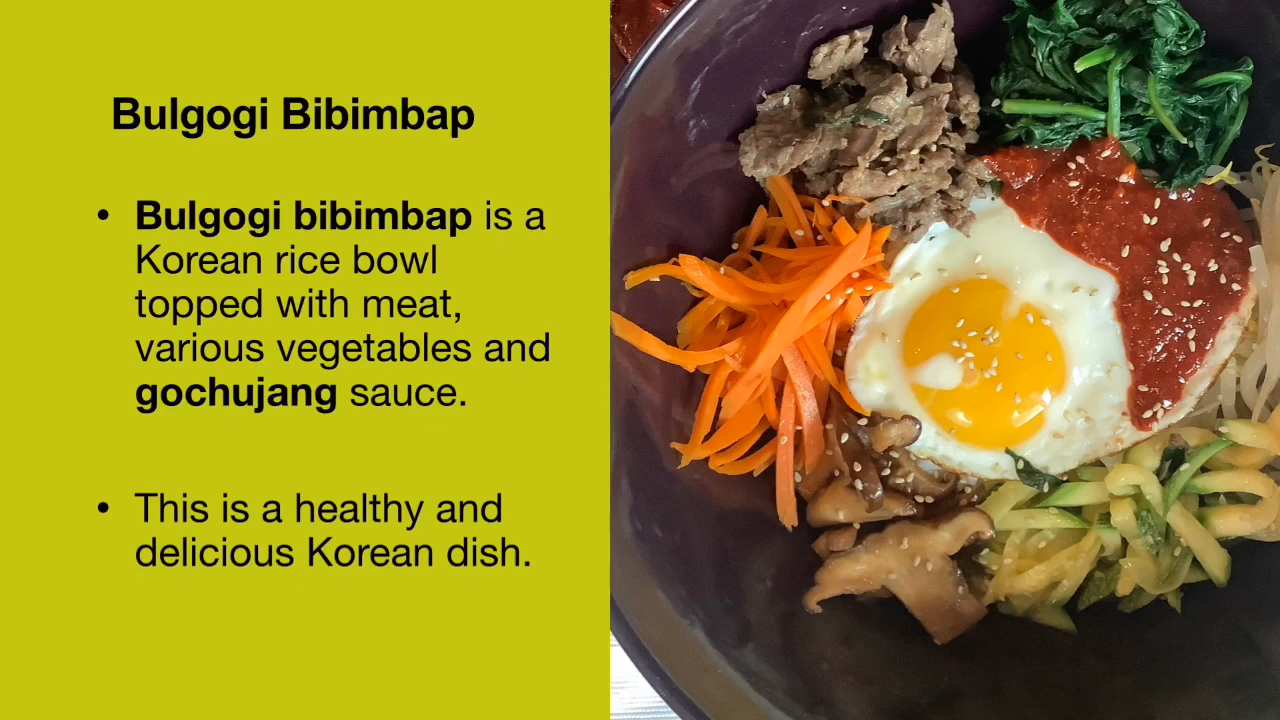 Bulgogi Bibimbap
• Bulgogi bibimbap is a
Korean rice bowl
topped with meat,
various vegetables and
gochujang sauce.
• This is a healthy and
delicious Korean dish.